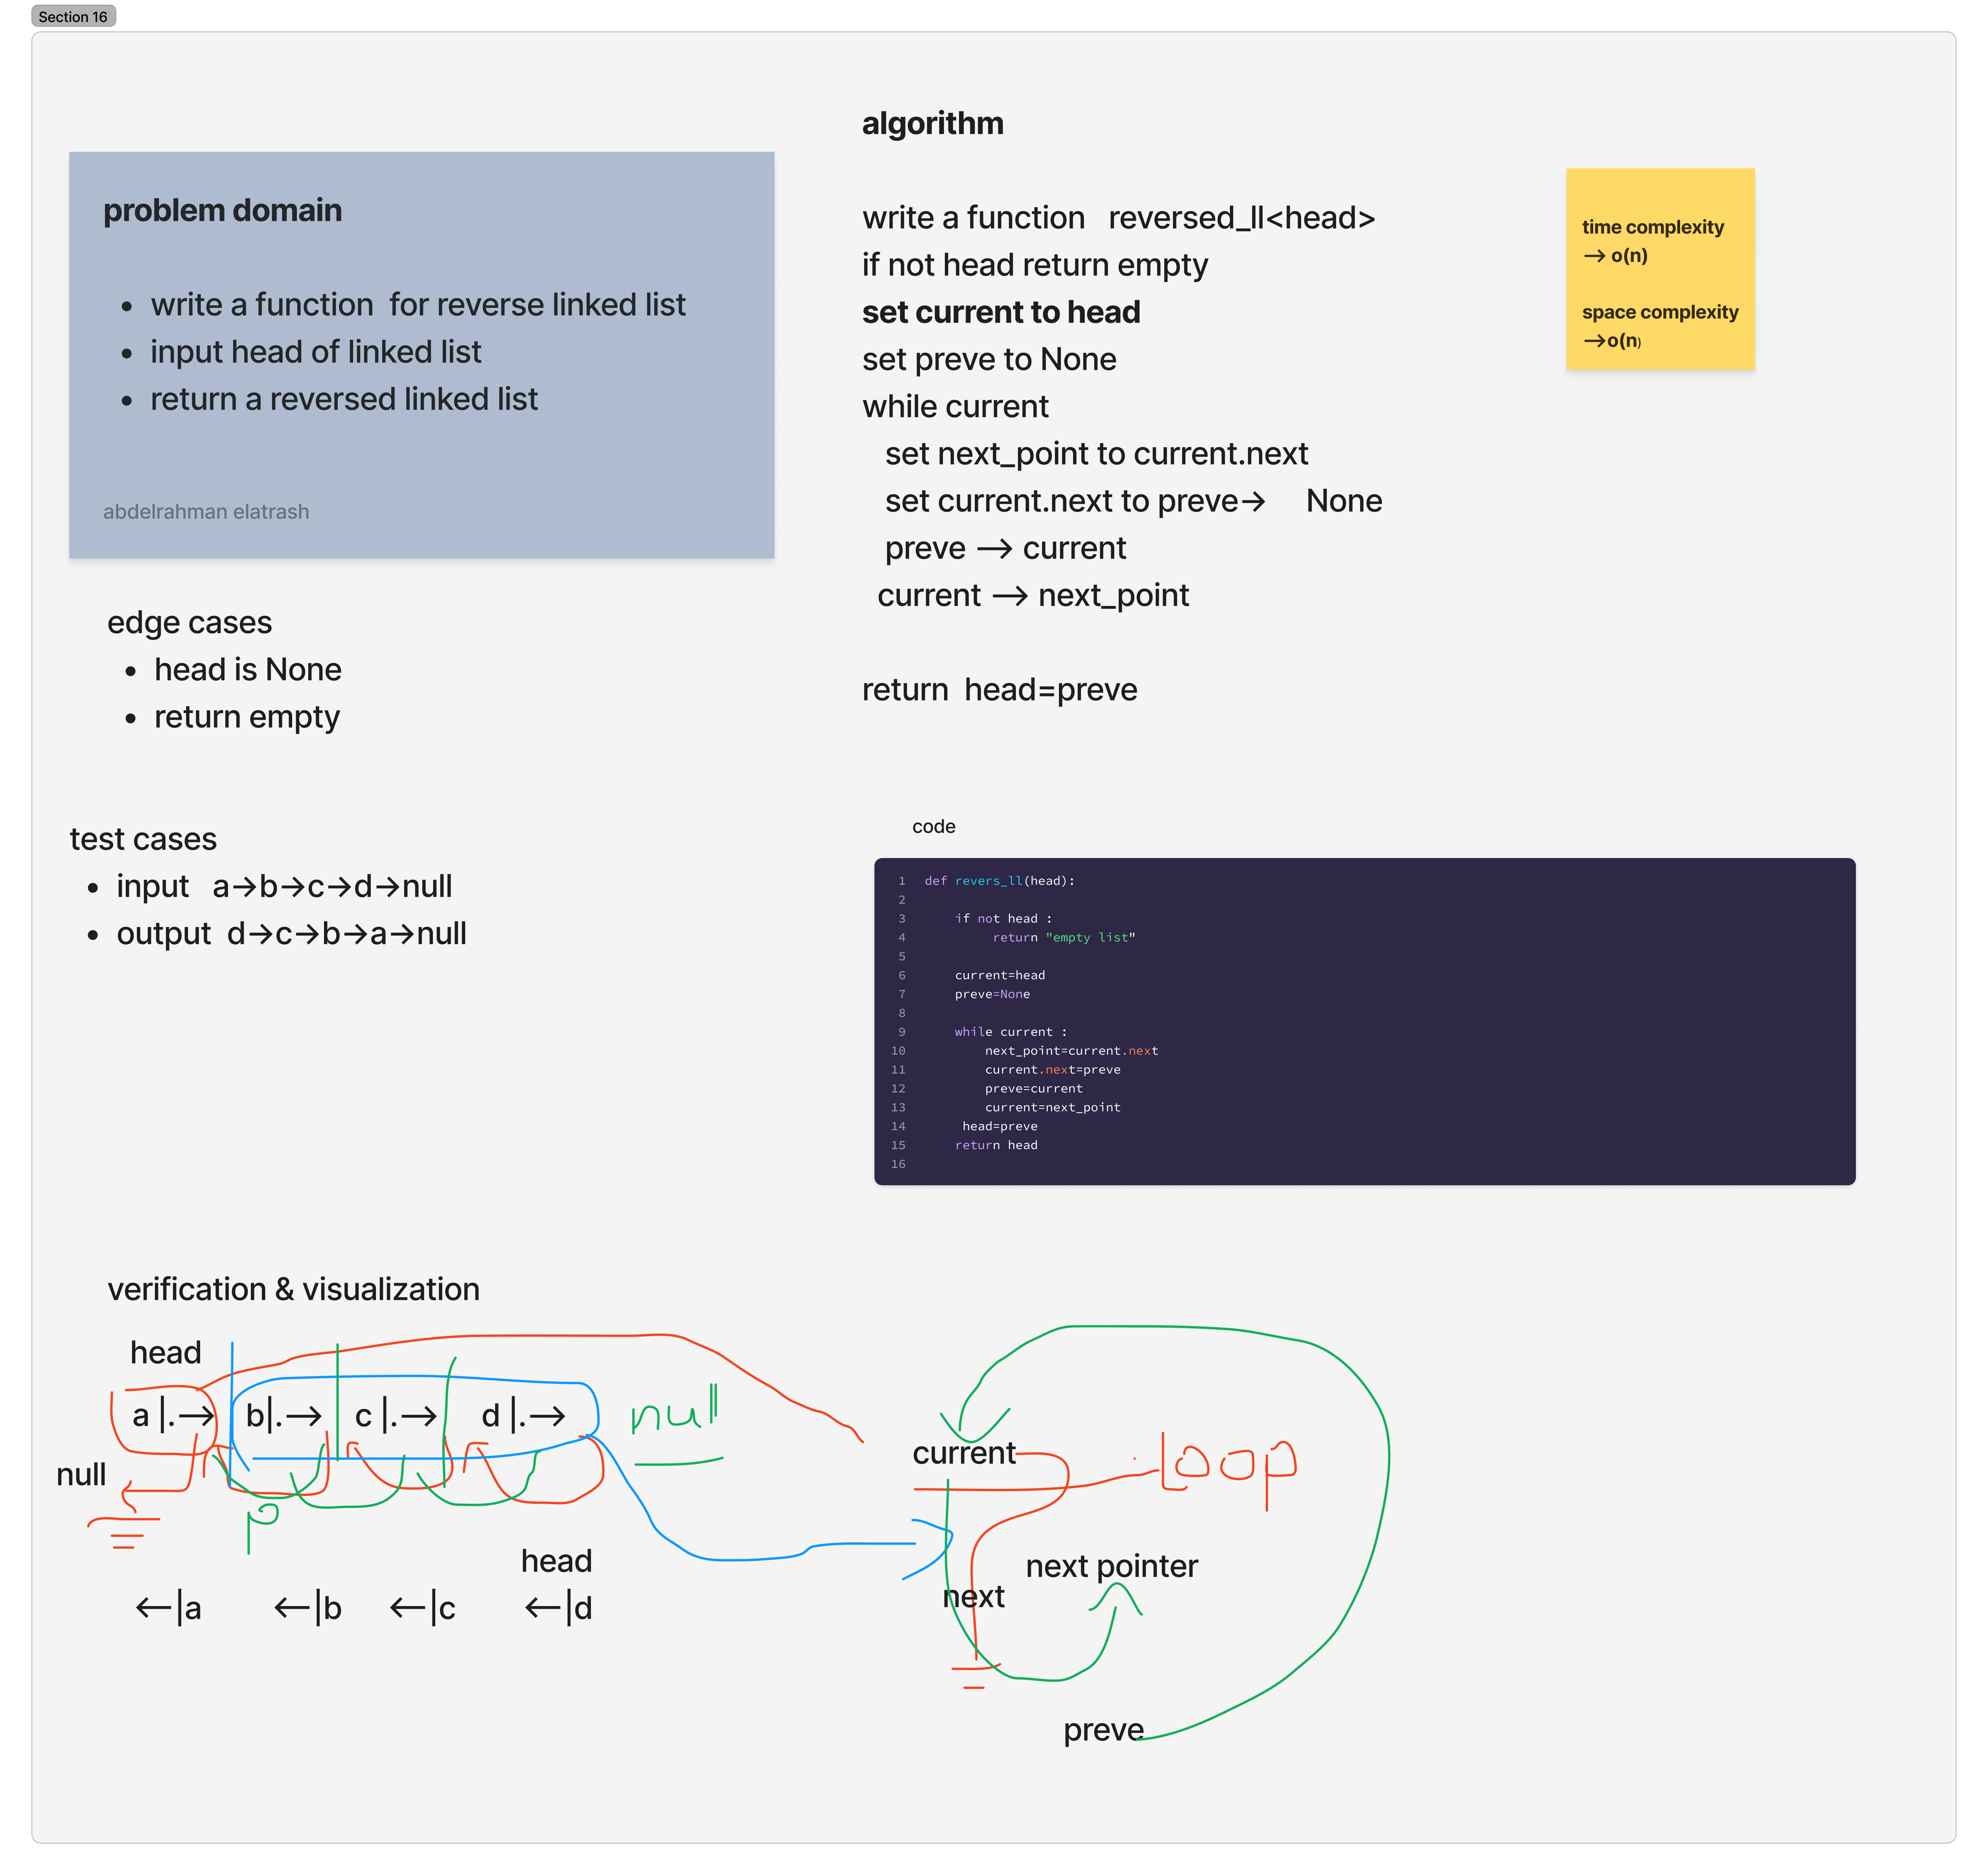 Section 16
problem domain
• write a function  for reverse linked list
• input head of linked list
• return a reversed linked list
abdelrahman elatrash
edge cases
• head is None
• return empty
test cases
• input   a→b→c→d→null
• output  d→c→b→a→null
algorithm
write a function   reversed_ll<head>
if not head return empty
set current to head
set preve to None
while current
   set next_point to current.next
   set current.next to preve→     None
   preve → current
  current → next_point
return  head=preve
time complexity
→ o(n)
space complexity
→o(n)
code
1 def revers_ll(head):
2
3     if not head :
4          return "empty list"
5
6     current=head
7     preve=None
8
9     while current :
10         next_point=current.next
11         current.next=preve
12         preve=current
13         current=next_point
14      head=preve
15     return head
16
verification & visualization
head
a |.→ b|.→ c |.→ d |.→ null
null
p
head
←|a ←|b ←|c ←|d
current
loop
next pointer
next
preve